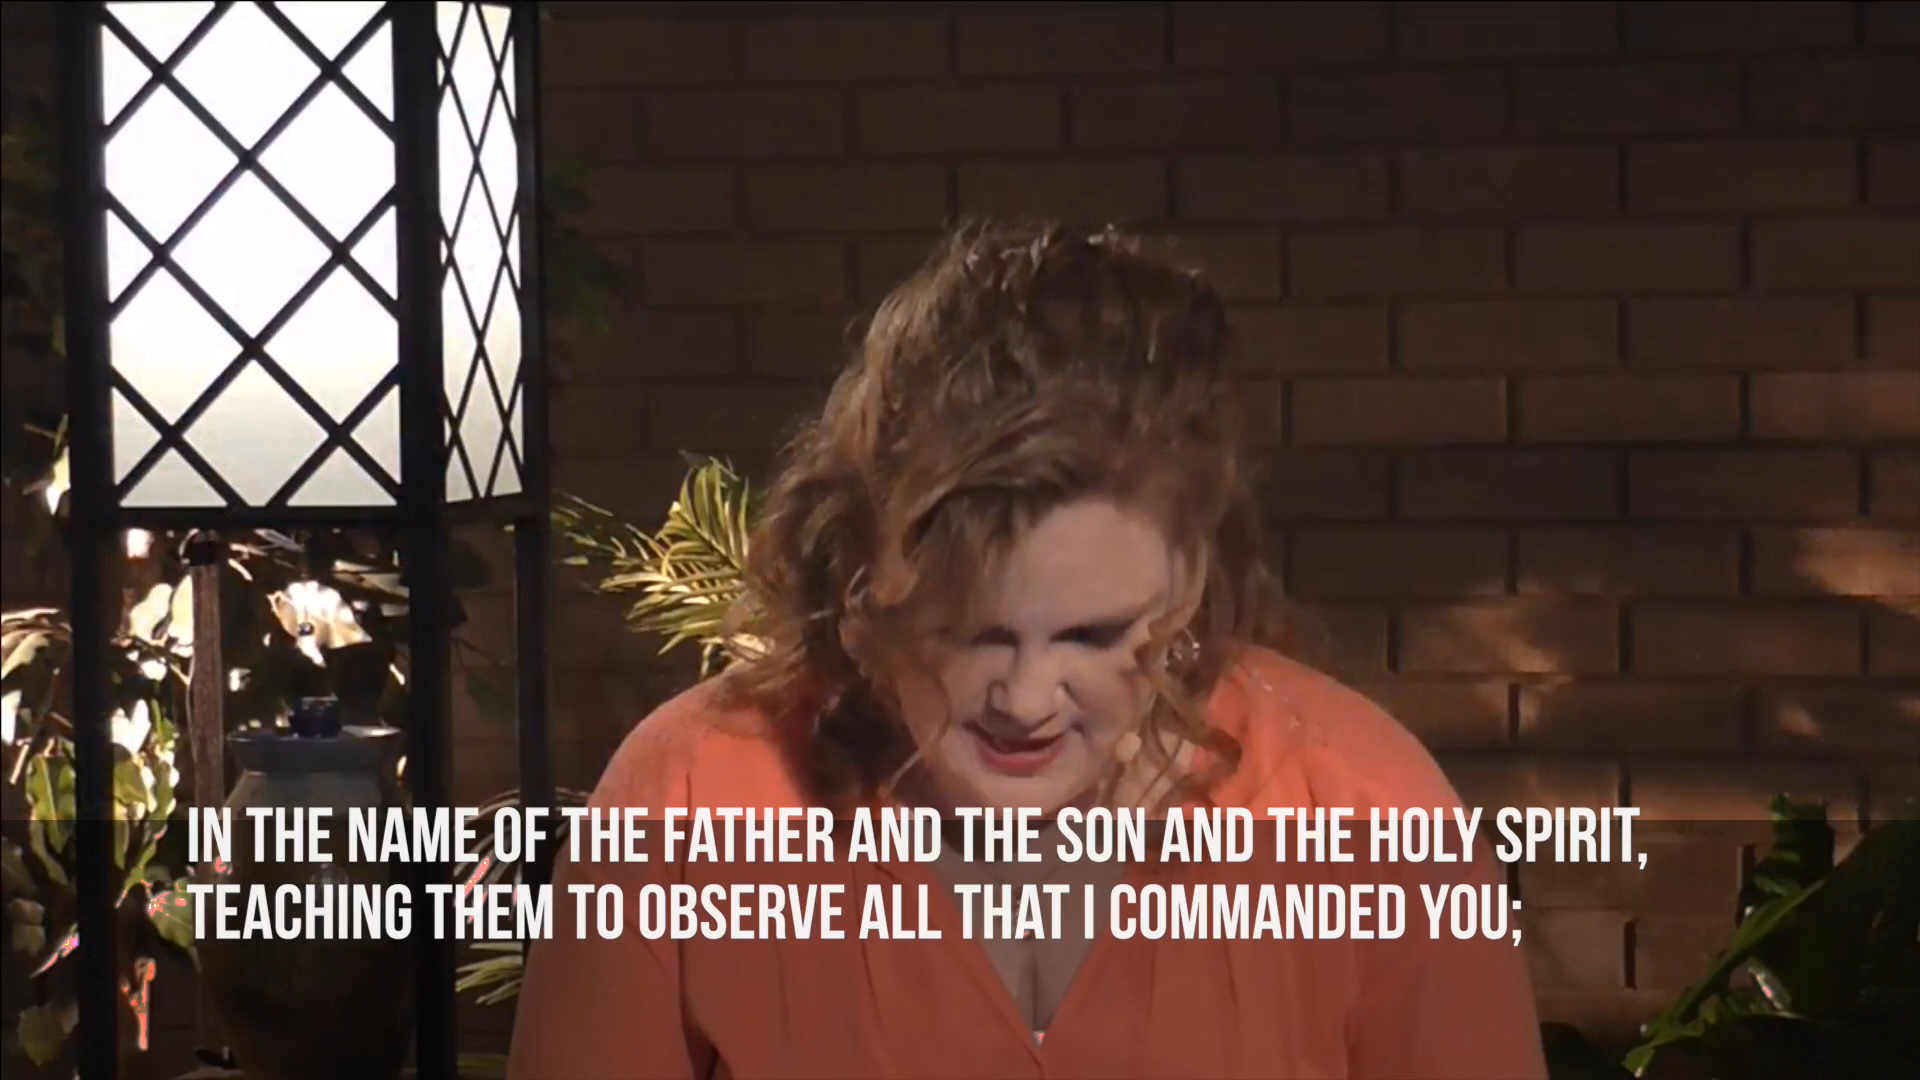 IN THE NAME OF THE FATHER AND THE SON AND THE HOLY SPIRIT,
TEACHING THEM TO OBSERVE ALL THAT I COMMANDED YOU;